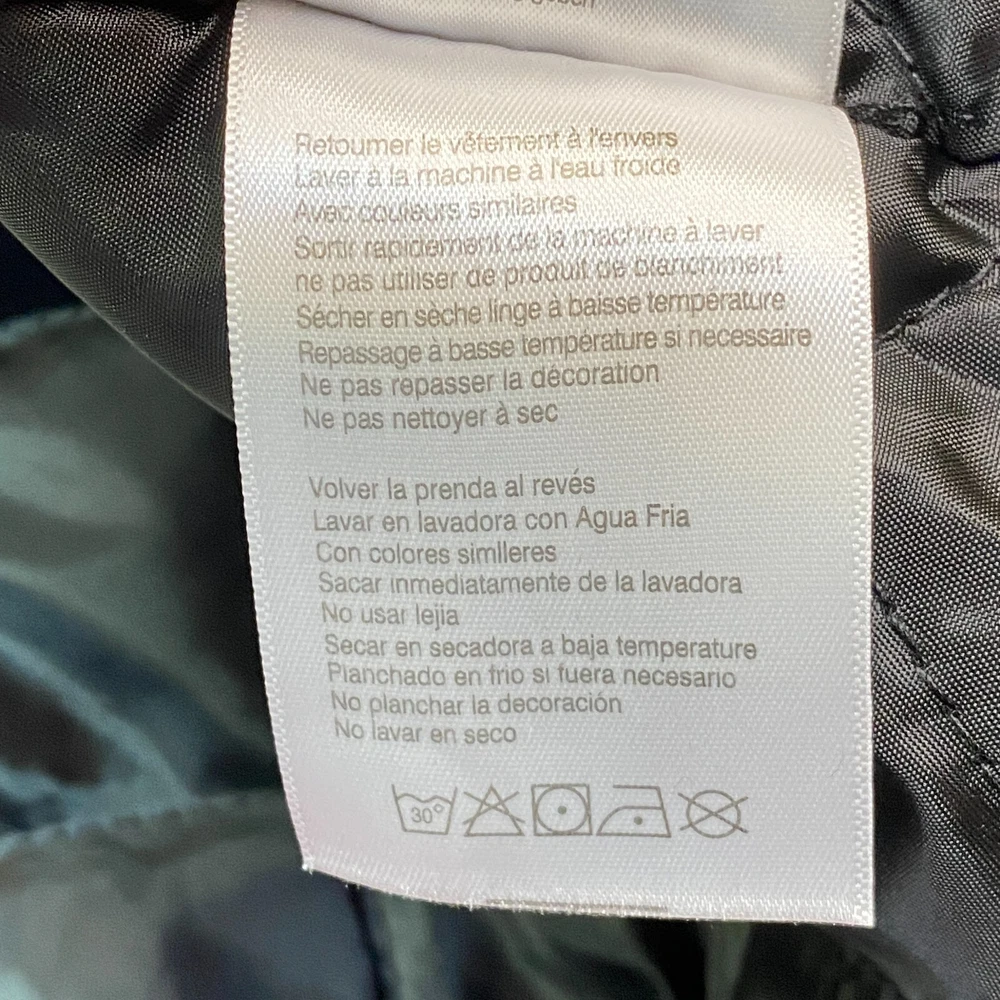 Retourner le vêtement à l'envers
Laver à la machine à l'eau froide
Avec couleurs similaires
Sortir rapidement de la machine à laver
ne pas utiliser de produit de blanchiment
Sécher en sèche linge à baisse température
Repassage à basse température si necessaire
Ne pas repasser la décoration
Ne pas nettoyer à sec
Volver la prenda al revés
Lavar en lavadora con Agua Fria
Con colores simlleres
Sacar inmediatamente de la lavadora
No usar lejia
Secar en secadora a baja temperature
Planchado en frio si fuera necesario
No planchar la decoración
No lavar en seco
30°